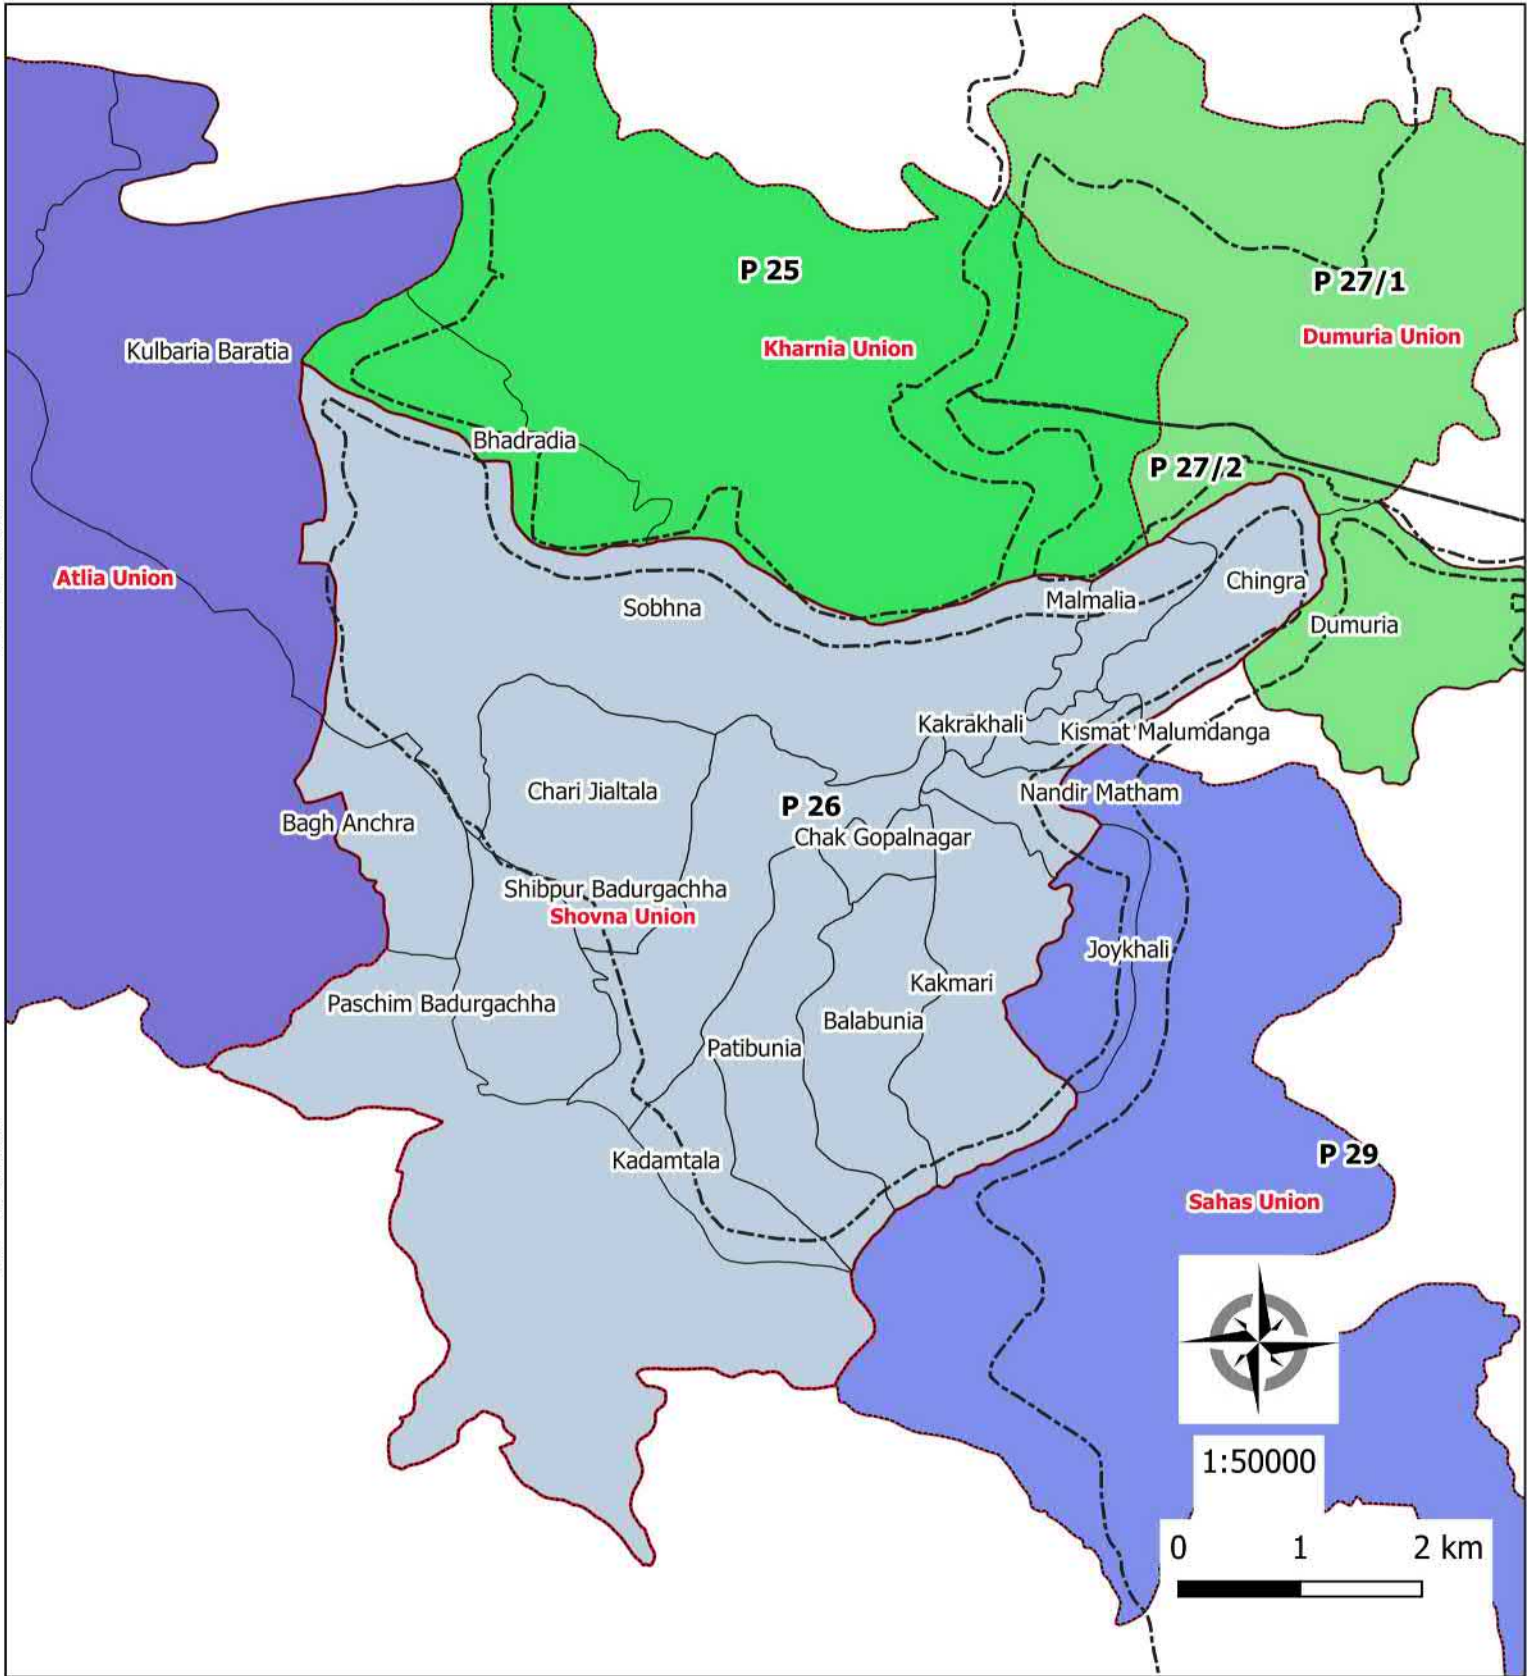 P 25
P 27/1
Dumuria Union
Kharnia Union
Kulbaria Baratia
Bhadradia
P 27/2
Atlia Union
Chingra
Malmalia
Sobhna
Dumuria
Kakrakhali
Kismat Malumdanga
Chari Jialtala
Nandir Matham
P 26
Bagh Anchra
Chak Gopalnagar
Shibpur Badurgachha
Shovna Union
Joykhali
Kakmari
Paschim Badurgachha
Balabunia
Patibunia
P 29
Kadamtala
Sahas Union
1:50000
0 1 2 km